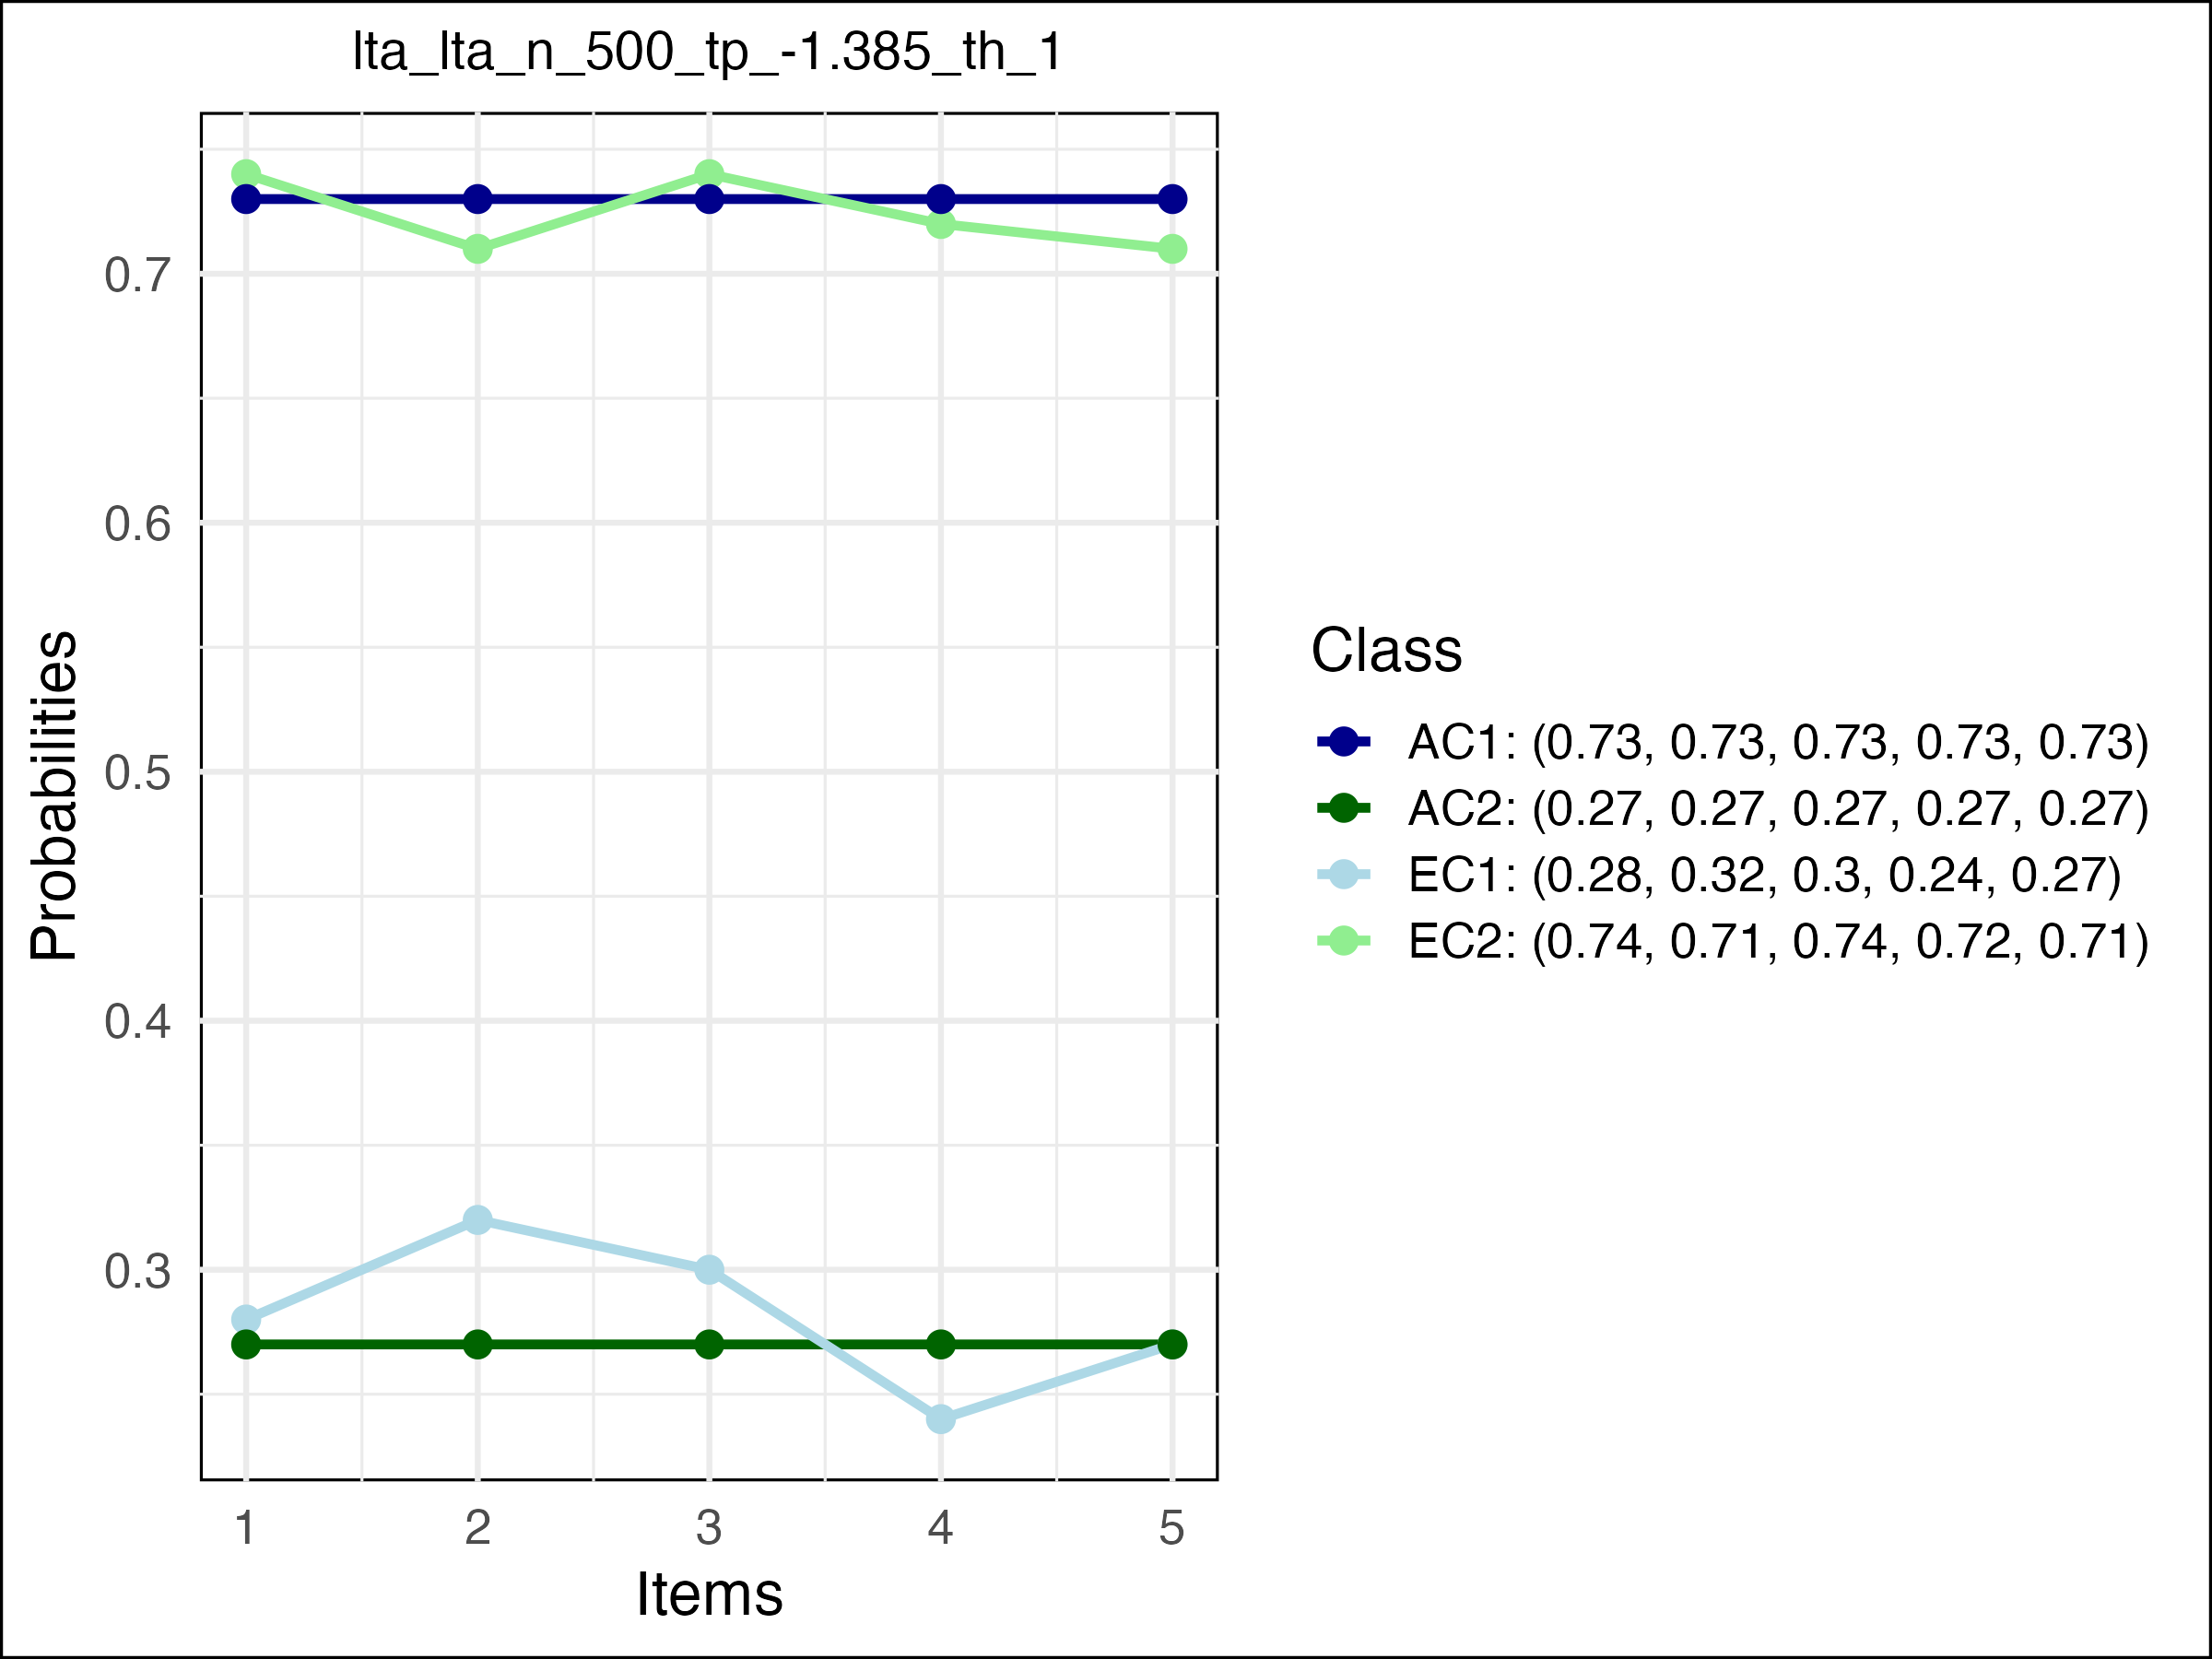 lta_lta_n_500_tp_-1.385_th_1
Probabilities
0.7
0.6
0.5
0.4
0.3
1 2 3 4 5
Items
Class
AC1: (0.73, 0.73, 0.73, 0.73, 0.73)
AC2: (0.27, 0.27, 0.27, 0.27, 0.27)
EC1: (0.28, 0.32, 0.3, 0.24, 0.27)
EC2: (0.74, 0.71, 0.74, 0.72, 0.71)